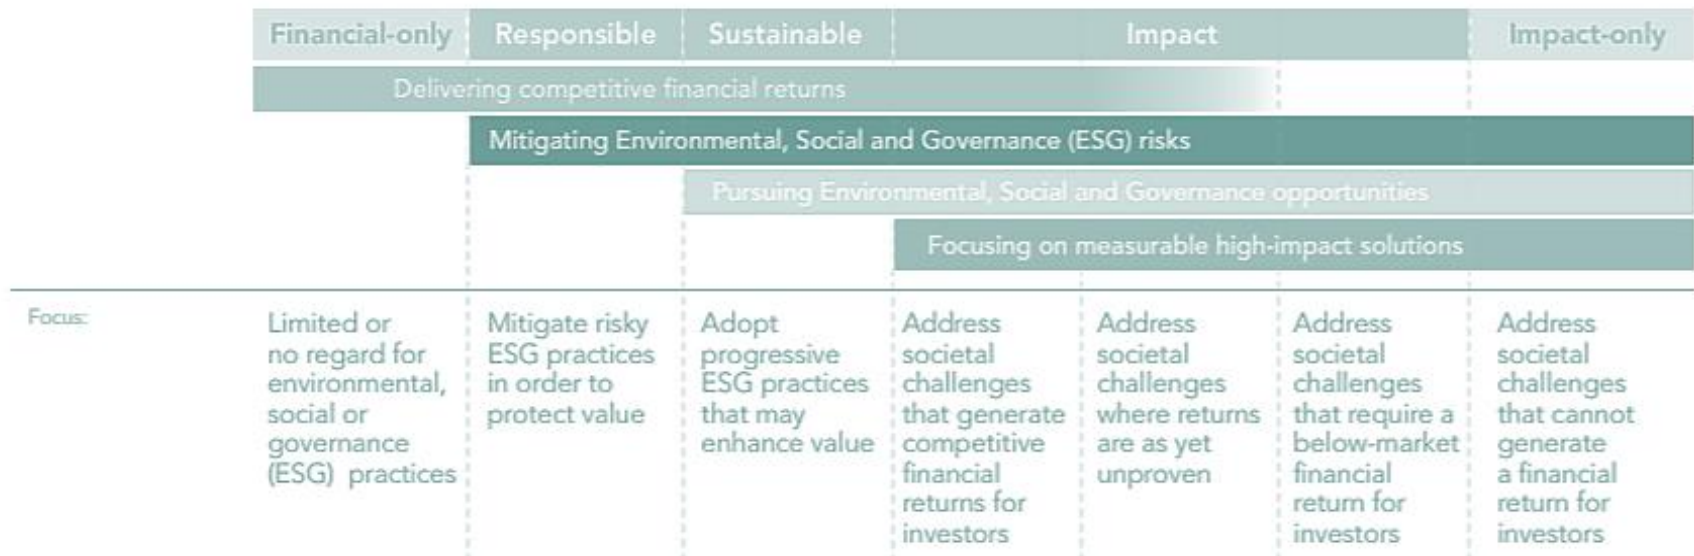 Financial-only Responsible Sustainable Impact Impact-only
Delivering competitive financial returns
Mitigating Environmental, Social and Governance (ESG) risks
Pursuing Environmental, Social and Governance opportunities
Focusing on measurable high-impact solutions
Focus:
Limited or
no regard for
environmental,
social or
governance
(ESG) practices
Mitigate risky
ESG practices
in order to
protect value
Adopt
progressive
ESG practices
that may
enhance value
Address
societal
challenges
that generate
competitive
financial
returns for
investors
Address
societal
challenges
where returns
are as yet
unproven
Address
societal
challenges
that require a
below-market
financial
return for
investors
Address
societal
challenges
that cannot
generate
a financial
return for
investors